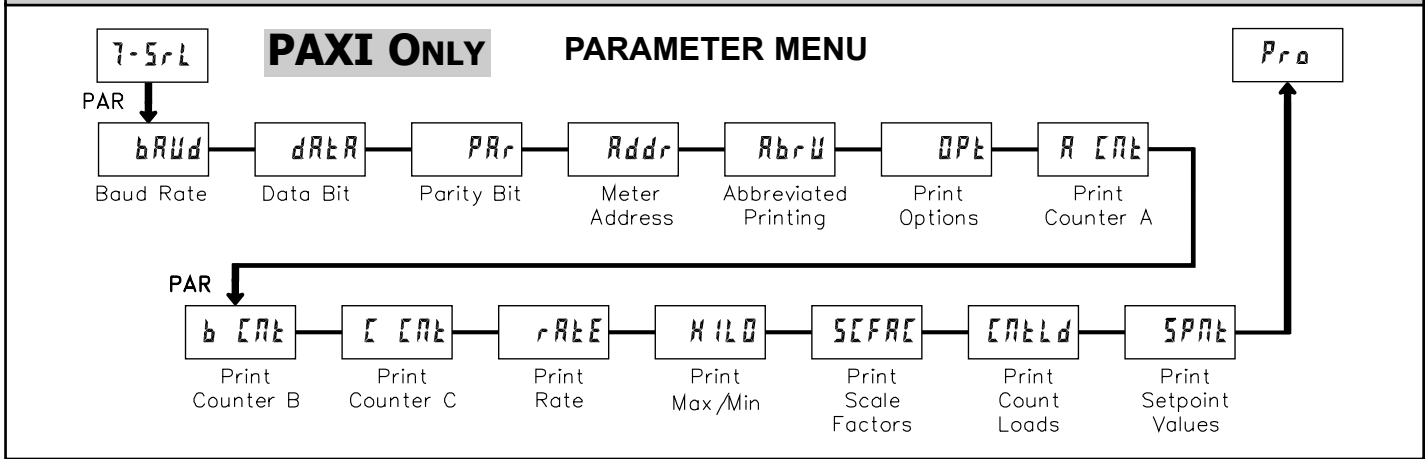 7-SrL
PAXI ONLY
PARAMETER MENU
Pro
PAR
bAUd
dAtA
PAr
Addr
AbrU
OPt
A CNt
Baud Rate
Data Bit
Parity Bit
Meter
Address
Abbreviated
Printing
Print
Options
Print
Counter A
PAR
b CNt
C CNt
rAtE
HILO
SCFAC
CNtLd
SPNt
Print
Counter B
Print
Counter C
Print
Rate
Print
Max/Min
Print
Scale
Factors
Print
Count
Loads
Print
Setpoint
Values